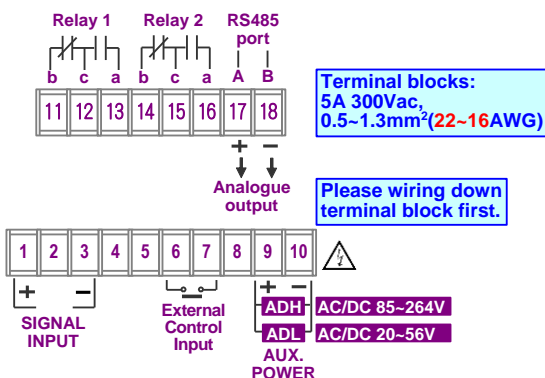 Relay 1 Relay 2 RS485
port
b c a b c a A B
11 12 13 14 15 16 17 18
Terminal blocks:
5A 300Vac,
0.5~1.3mm²(22~16AWG)
+ −
Analogue
output
Please wiring down
terminal block first.
1 2 3 4 5 6 7 8 9 10
+ − + −
SIGNAL
INPUT
External
Control
Input
ADH AC/DC 85~264V
ADL AC/DC 20~56V
AUX.
POWER